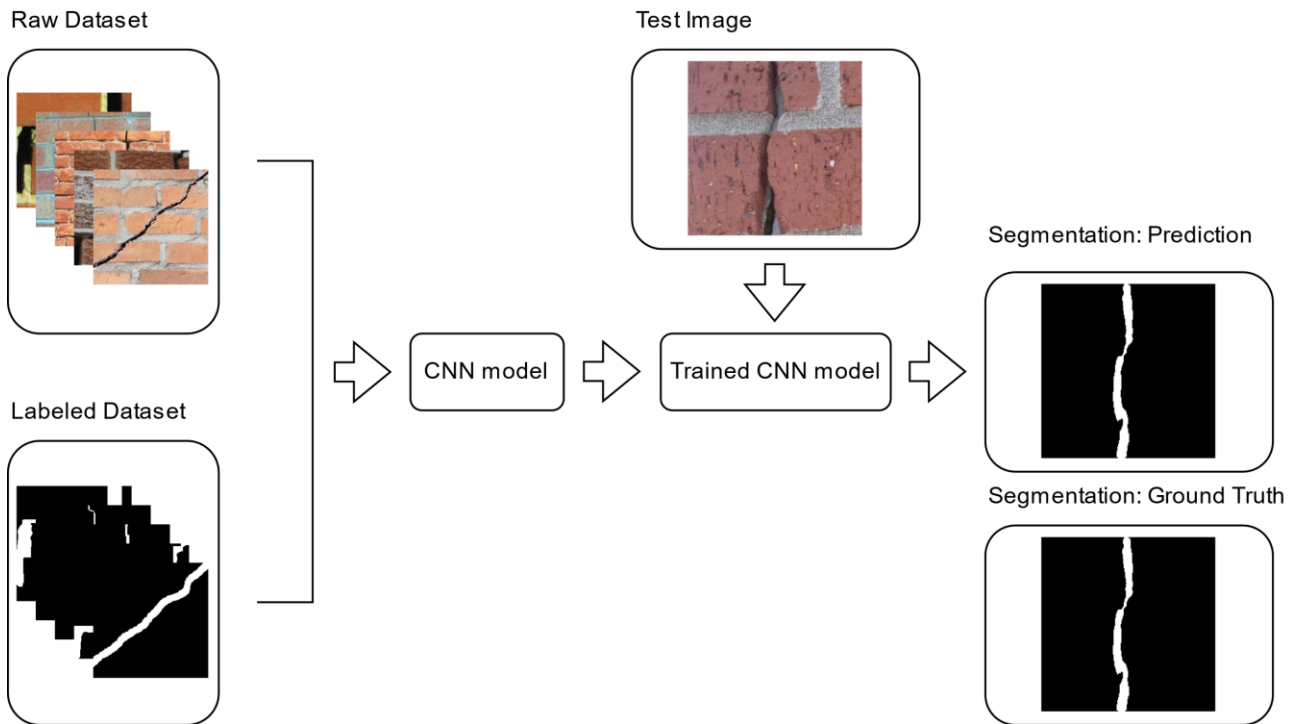 Raw Dataset
Test Image
Segmentation: Prediction
CNN model
Trained CNN model
Labeled Dataset
Segmentation: Ground Truth